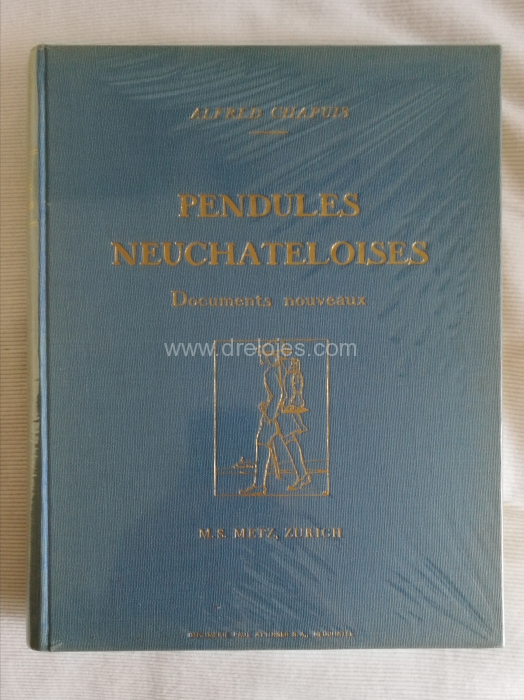 ALFRED CHAPUIS
PENDULES
NEUCHATELOISES
Documents nouveaux
www.drelojes.com
M. S. METZ, ZURICH